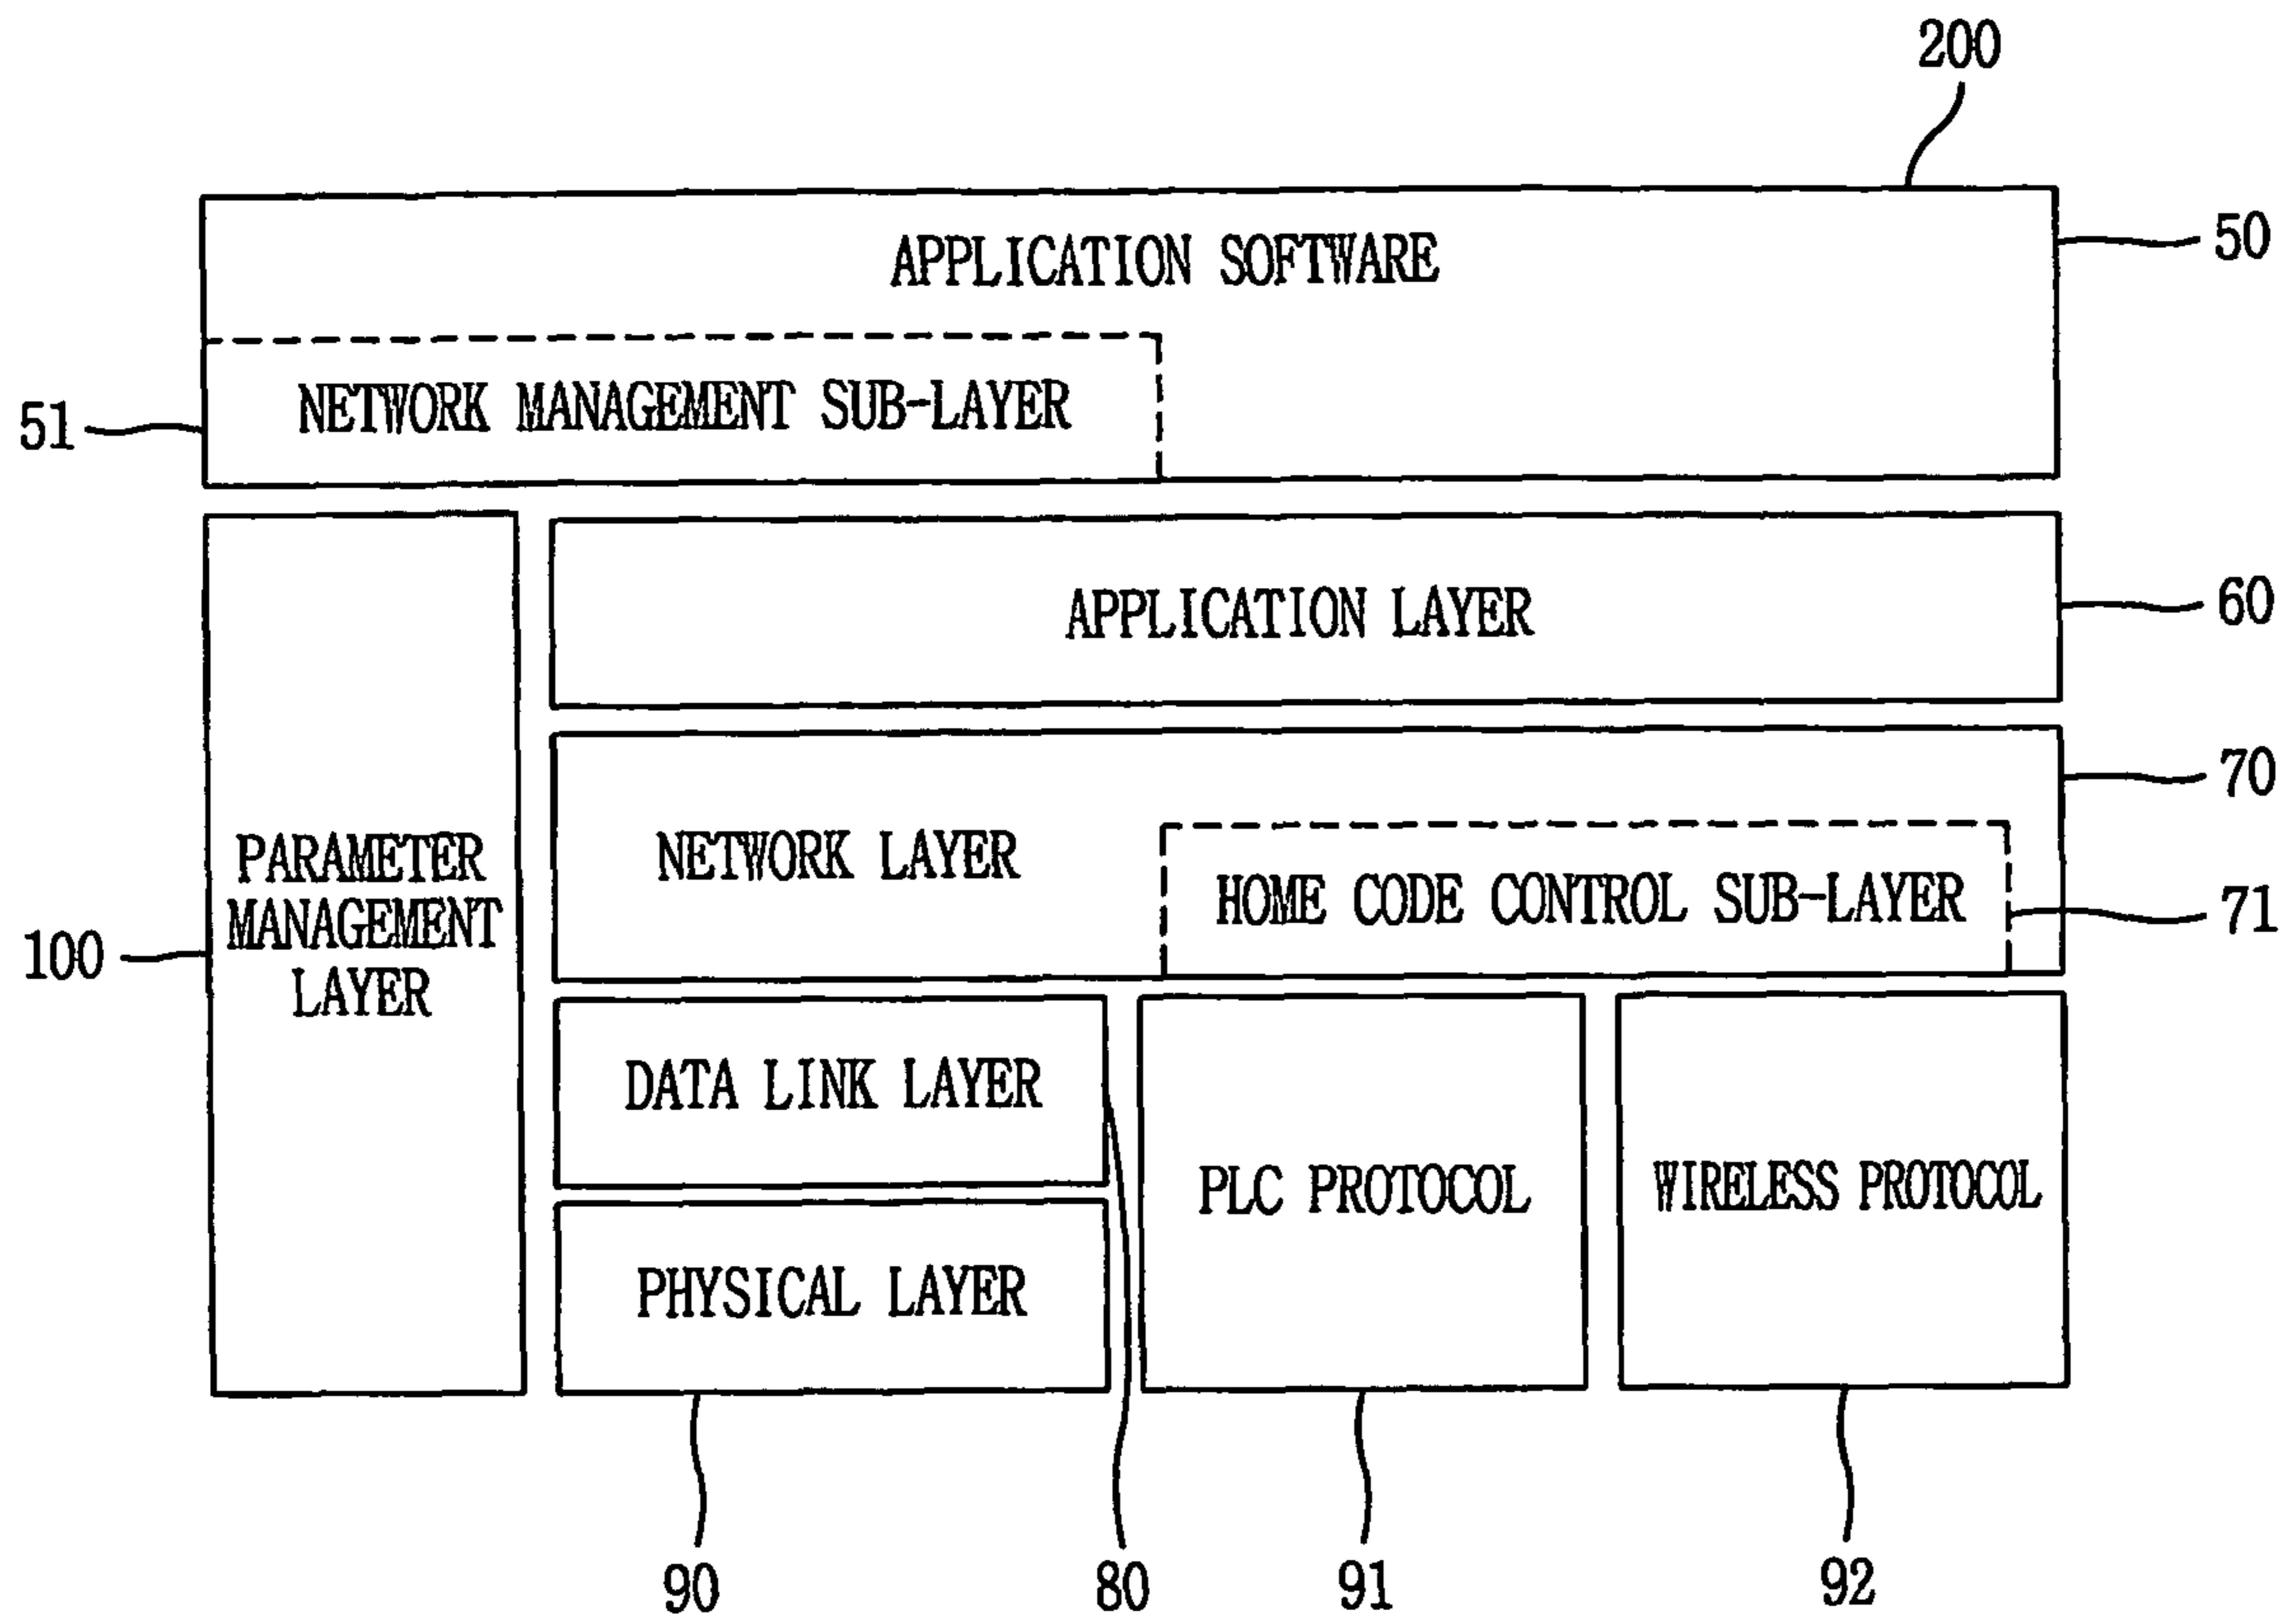 200
APPLICATION SOFTWARE
50
NETWORK MANAGEMENT SUB-LAYER
51
APPLICATION LAYER
60
70
NETWORK LAYER
HOME CODE CONTROL SUB-LAYER
71
PARAMETER
MANAGEMENT
LAYER
100
DATA LINK LAYER
PLC PROTOCOL
WIRELESS PROTOCOL
PHYSICAL LAYER
90
80
91
92